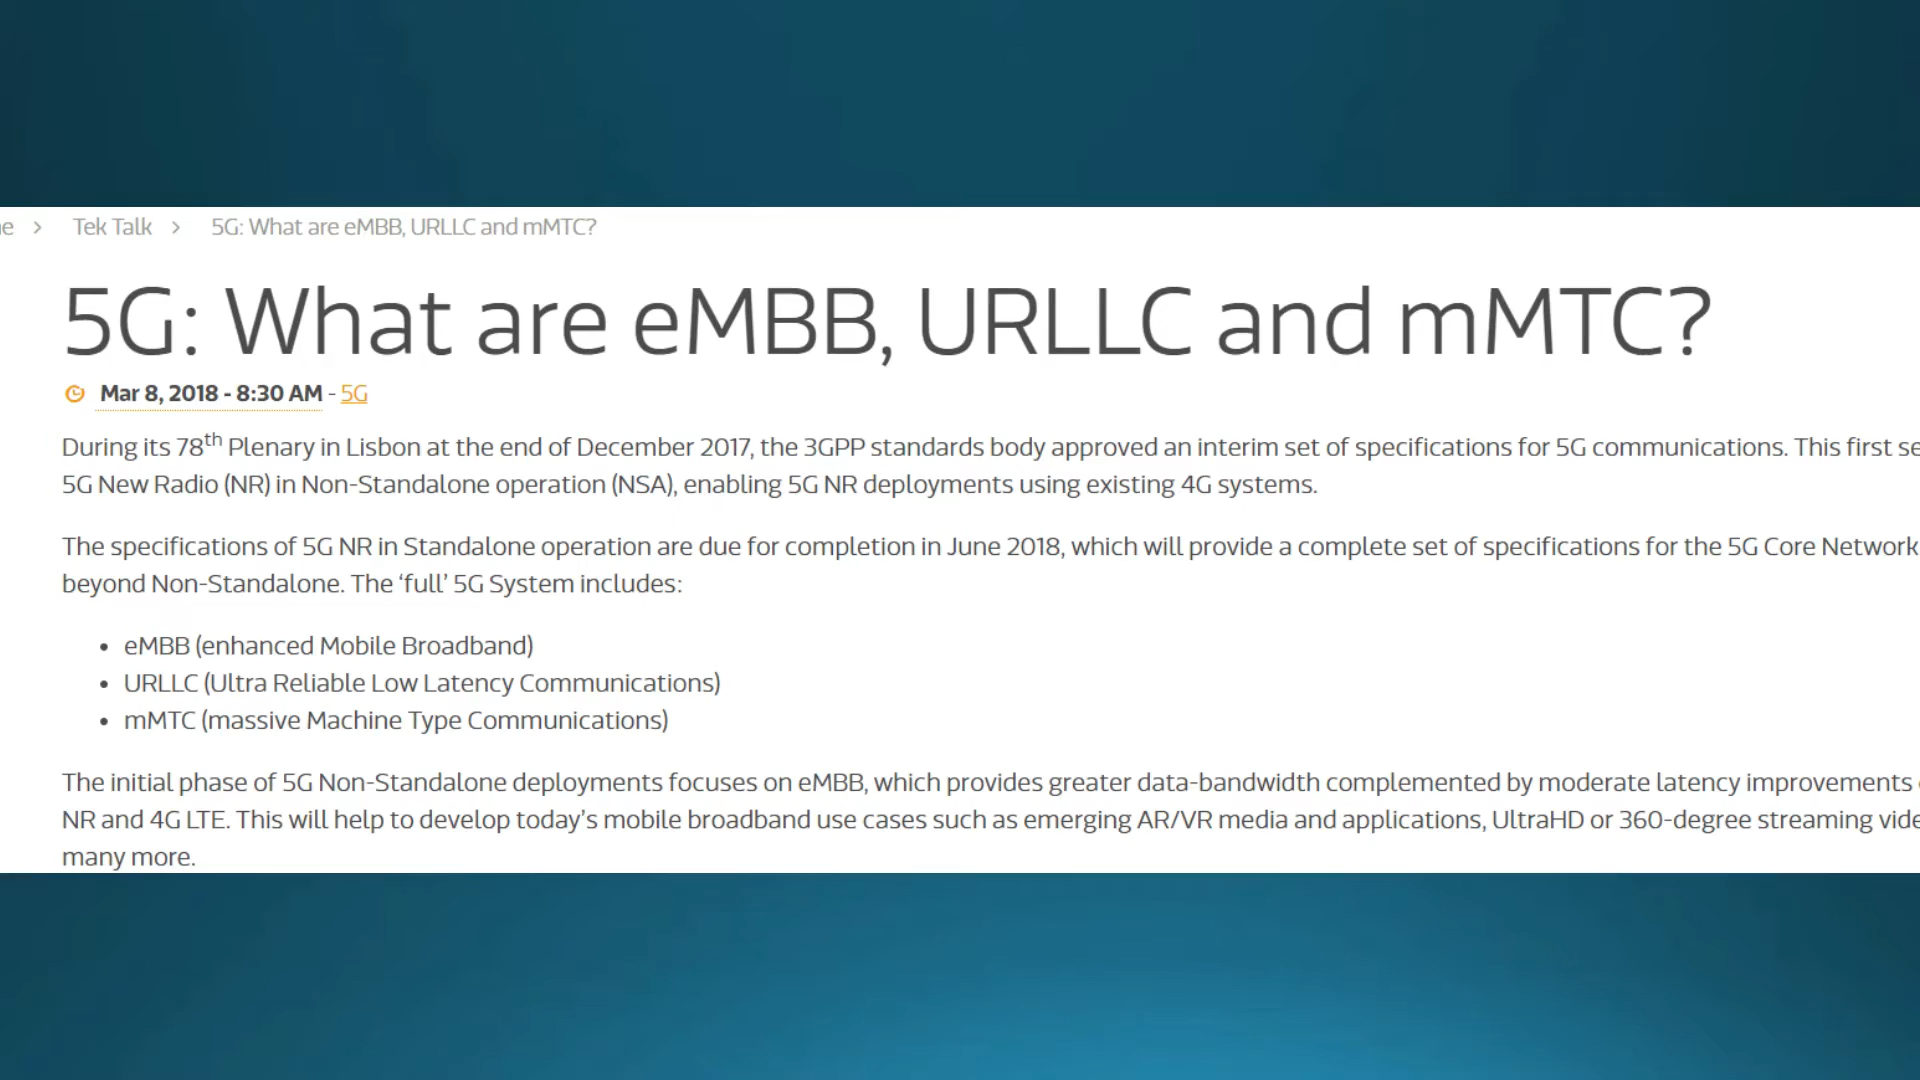 Tek Talk > 5G: What are eMBB, URLLC and mMTC?
5G: What are eMBB, URLLC and mMTC?
Mar 8, 2018 - 8:30 AM - 5G
During its 78th Plenary in Lisbon at the end of December 2017, the 3GPP standards body approved an interim set of specifications for 5G communications. This first
5G New Radio (NR) in Non-Standalone operation (NSA), enabling 5G NR deployments using existing 4G systems.
The specifications of 5G NR in Standalone operation are due for completion in June 2018, which will provide a complete set of specifications for the 5G Core Network
beyond Non-Standalone. The ‘full’ 5G System includes:
• eMBB (enhanced Mobile Broadband)
• URLLC (Ultra Reliable Low Latency Communications)
• mMTC (massive Machine Type Communications)
The initial phase of 5G Non-Standalone deployments focuses on eMBB, which provides greater data-bandwidth complemented by moderate latency improvements
NR and 4G LTE. This will help to develop today’s mobile broadband use cases such as emerging AR/VR media and applications, UltraHD or 360-degree streaming
many more.